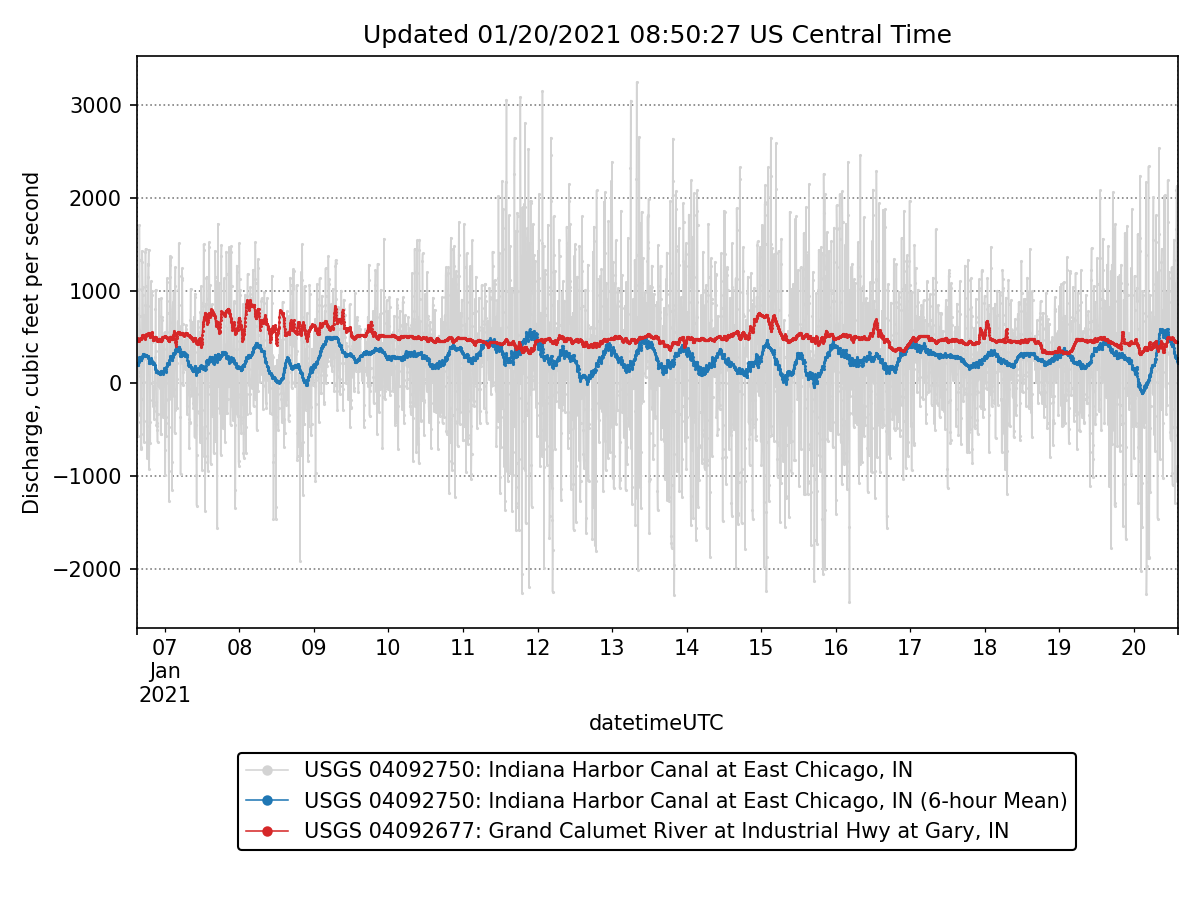 Updated 01/20/2021 08:50:27 US Central Time
Discharge, cubic feet per second
3000
2000
1000
0
−1000
−2000
07 08 09 10 11 12 13 14 15 16 17 18 19 20
Jan
2021
datetimeUTC
USGS 04092750: Indiana Harbor Canal at East Chicago, IN
USGS 04092750: Indiana Harbor Canal at East Chicago, IN (6-hour Mean)
USGS 04092677: Grand Calumet River at Industrial Hwy at Gary, IN